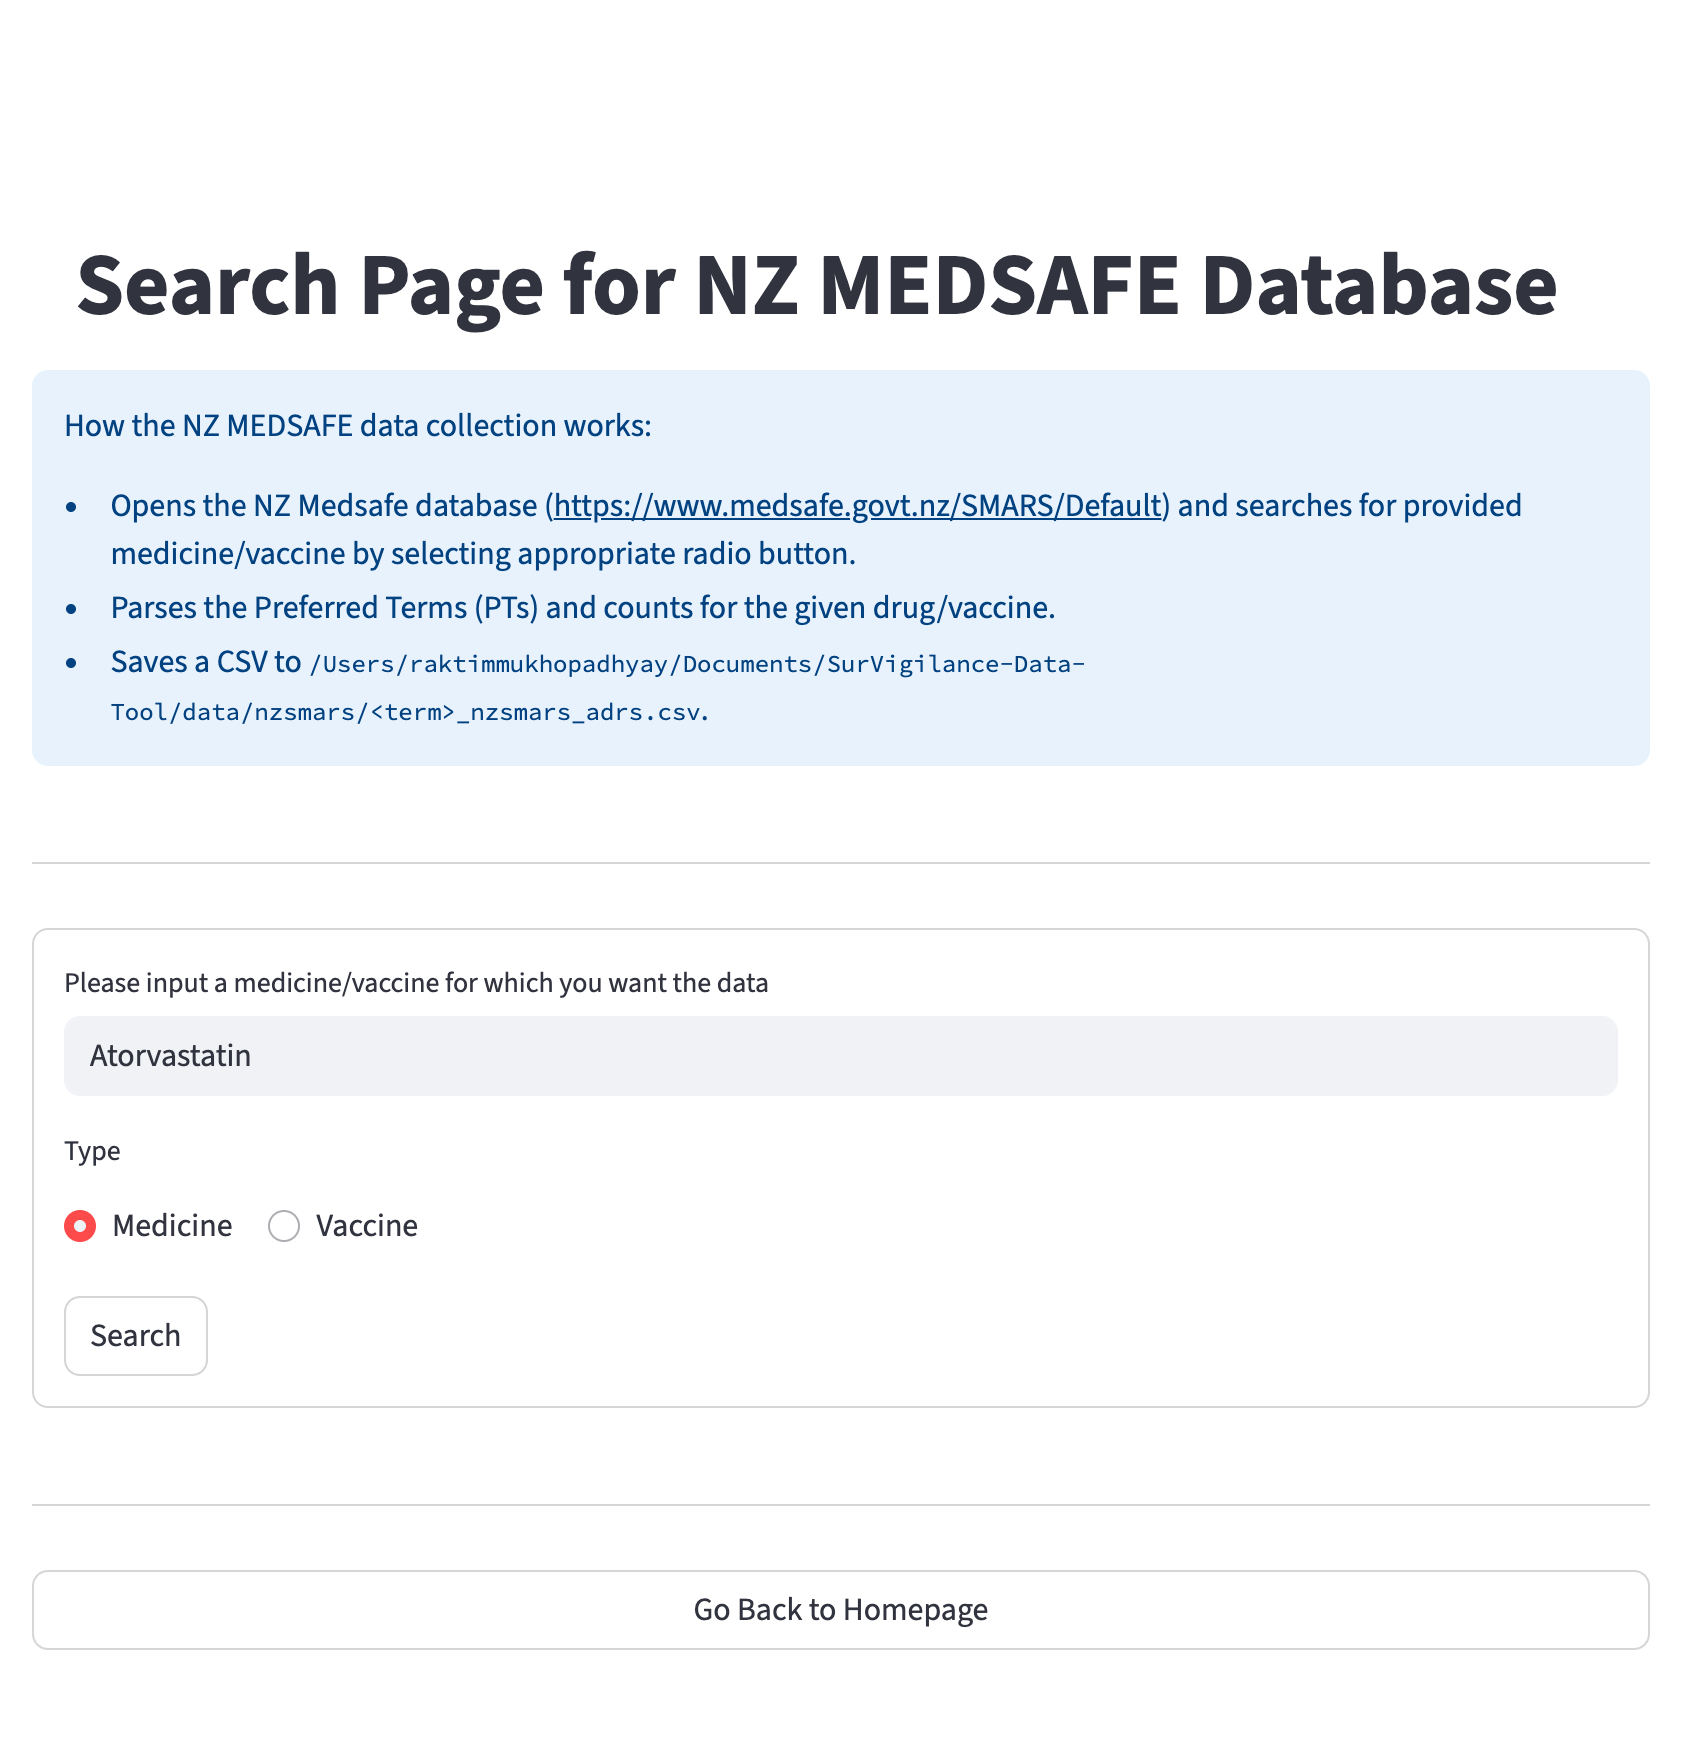 Search Page for NZ MEDSAFE Database
How the NZ MEDSAFE data collection works:
• Opens the NZ Medsafe database (https://www.medsafe.govt.nz/SMARS/Default) and searches for provided
medicine/vaccine by selecting appropriate radio button.
• Parses the Preferred Terms (PTs) and counts for the given drug/vaccine.
• Saves a CSV to /Users/raktimmukhopadhyay/Documents/SurVigilance-Data-
Tool/data/nzsmars/<term>_nzsmars_adrs.csv.
Please input a medicine/vaccine for which you want the data
Atorvastatin
Type
Medicine Vaccine
Search
Go Back to Homepage